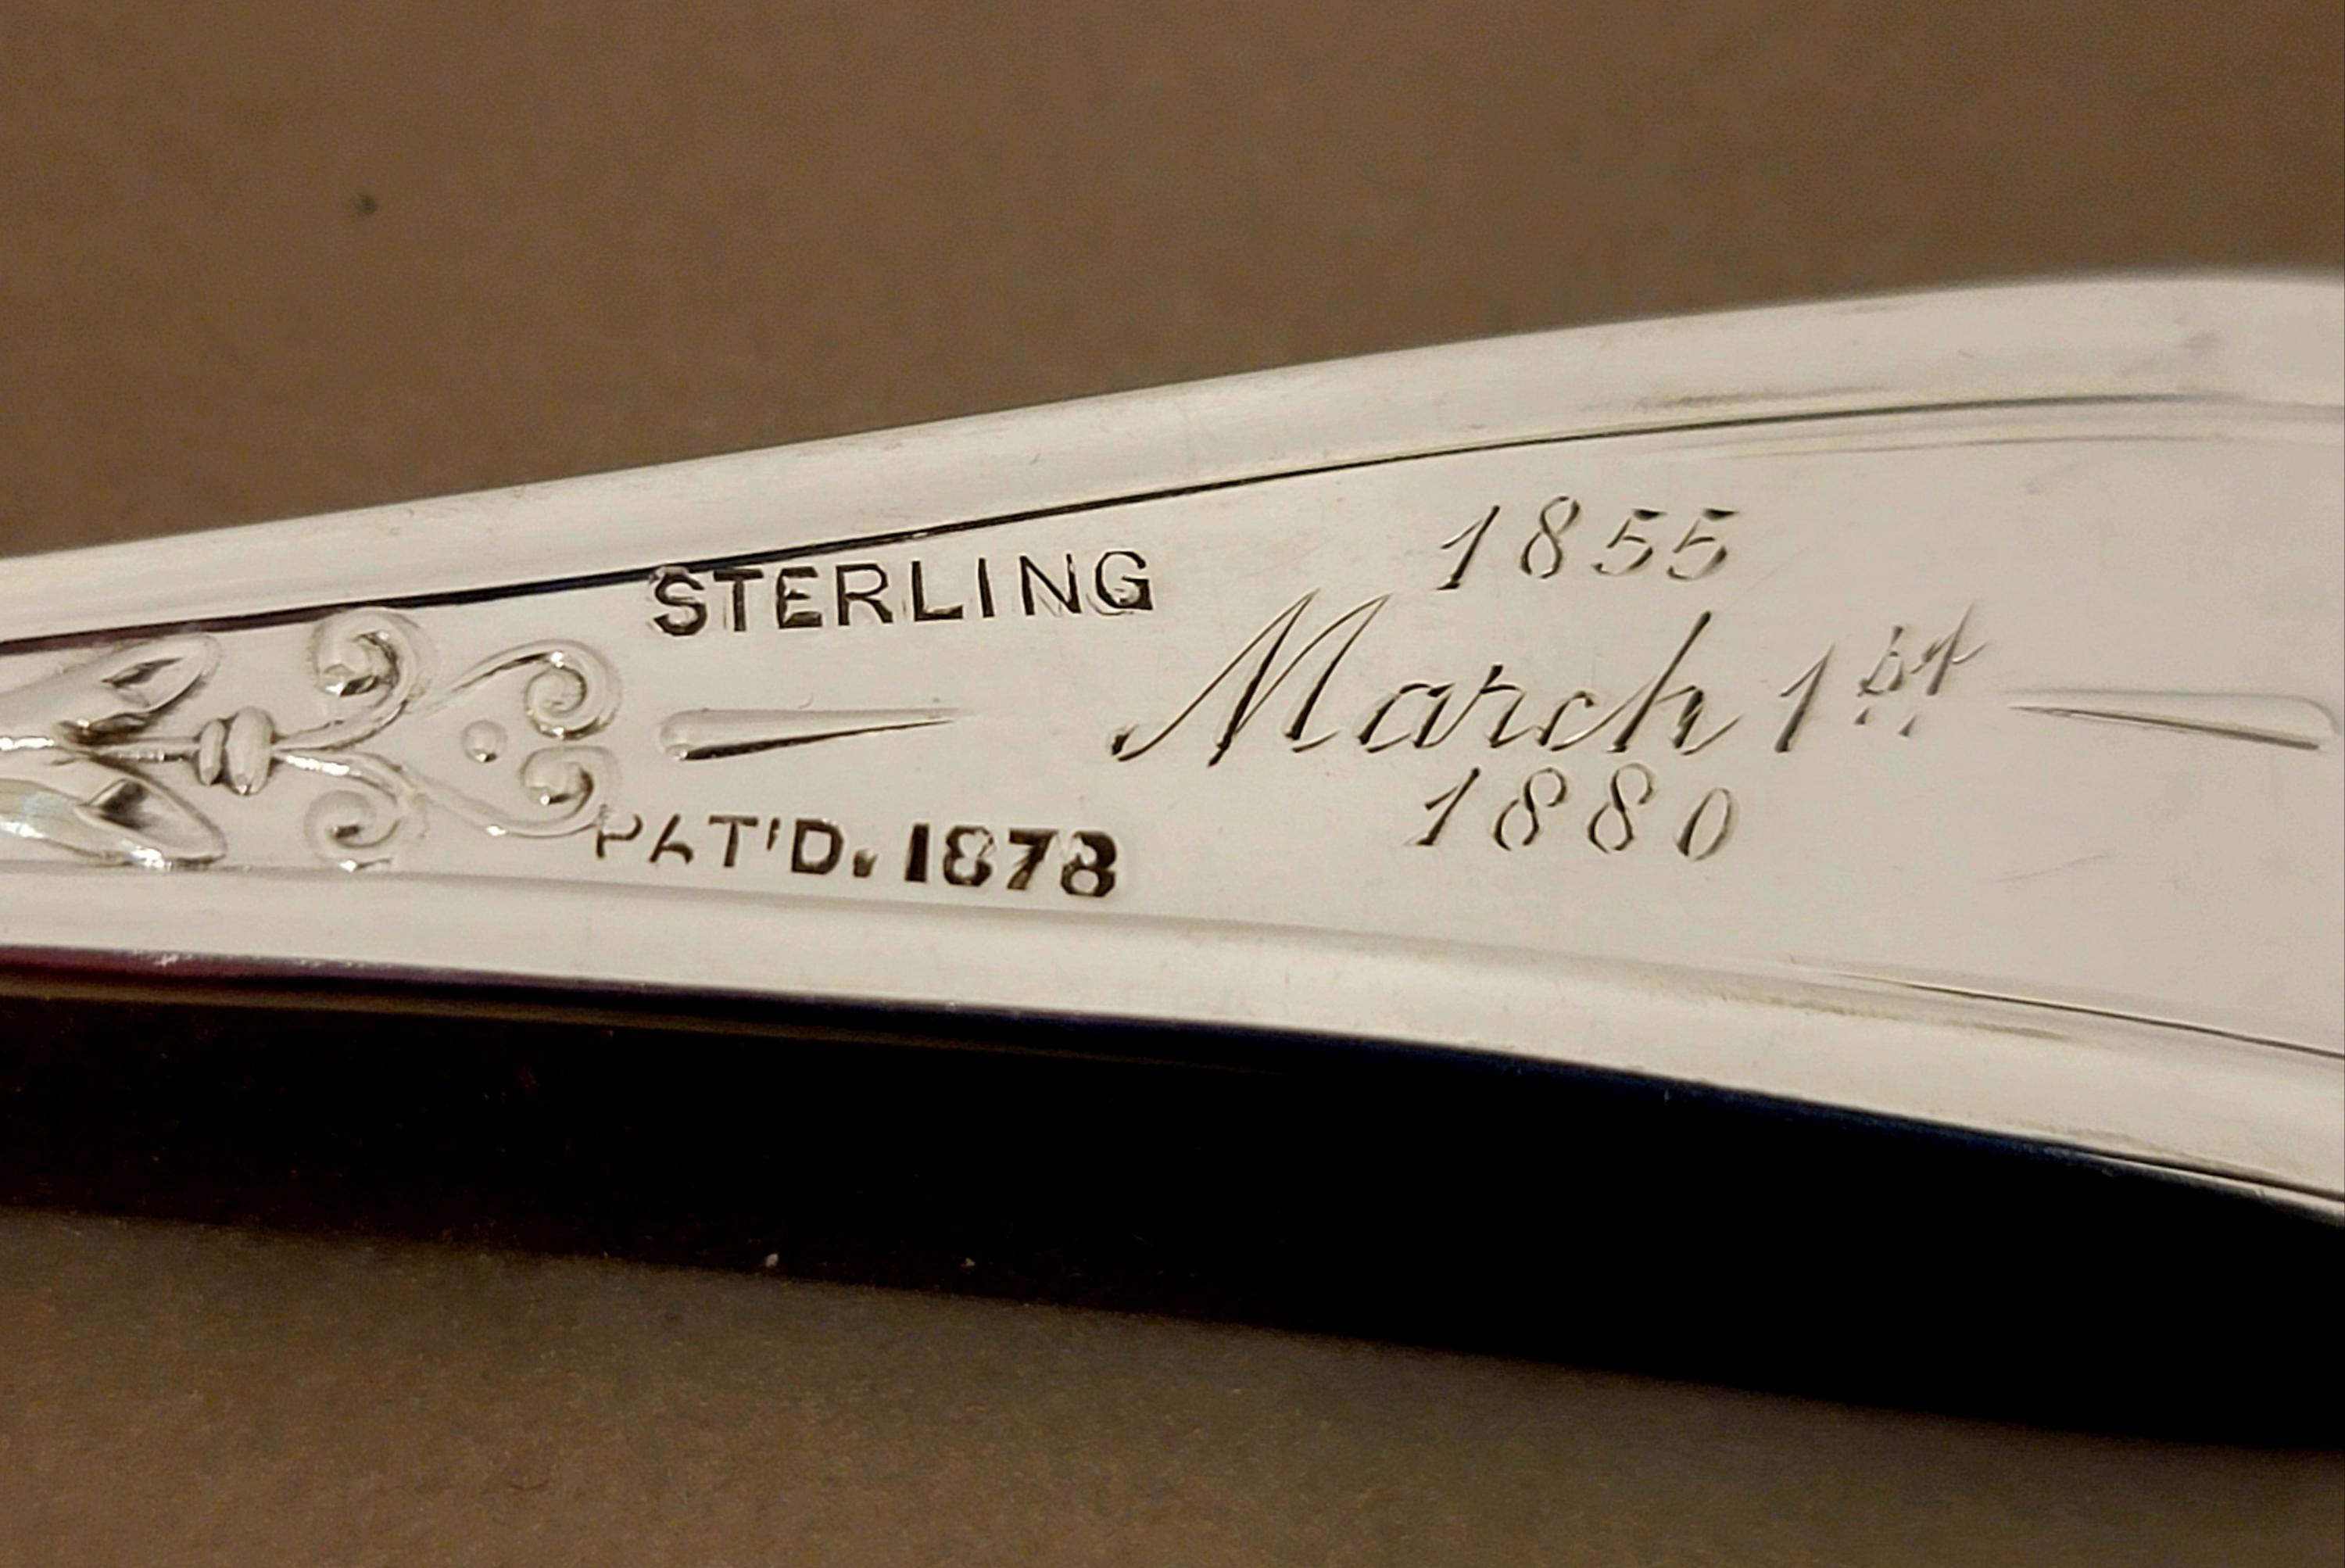 STERLING
PAT'D. 1878
1855
March 1st
1880